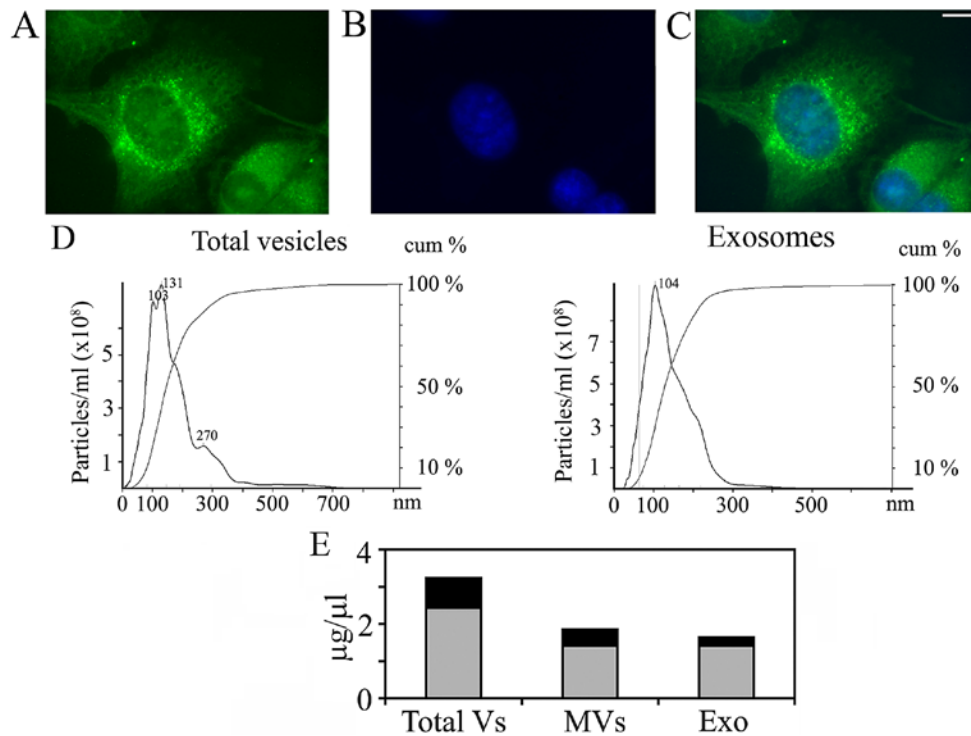 A B C
D Total vesicles cum % Exosomes cum %
Particles/ml (x10⁸)
5
3
1
103
131
270
100 %
50 %
10 %
0 100 300 500 700 nm
Particles/ml (x10⁸)
7
5
3
1
104
100 %
50 %
10 %
0 100 300 500 nm
E
µg/µl
4
2
0
Total Vs MVs Exo